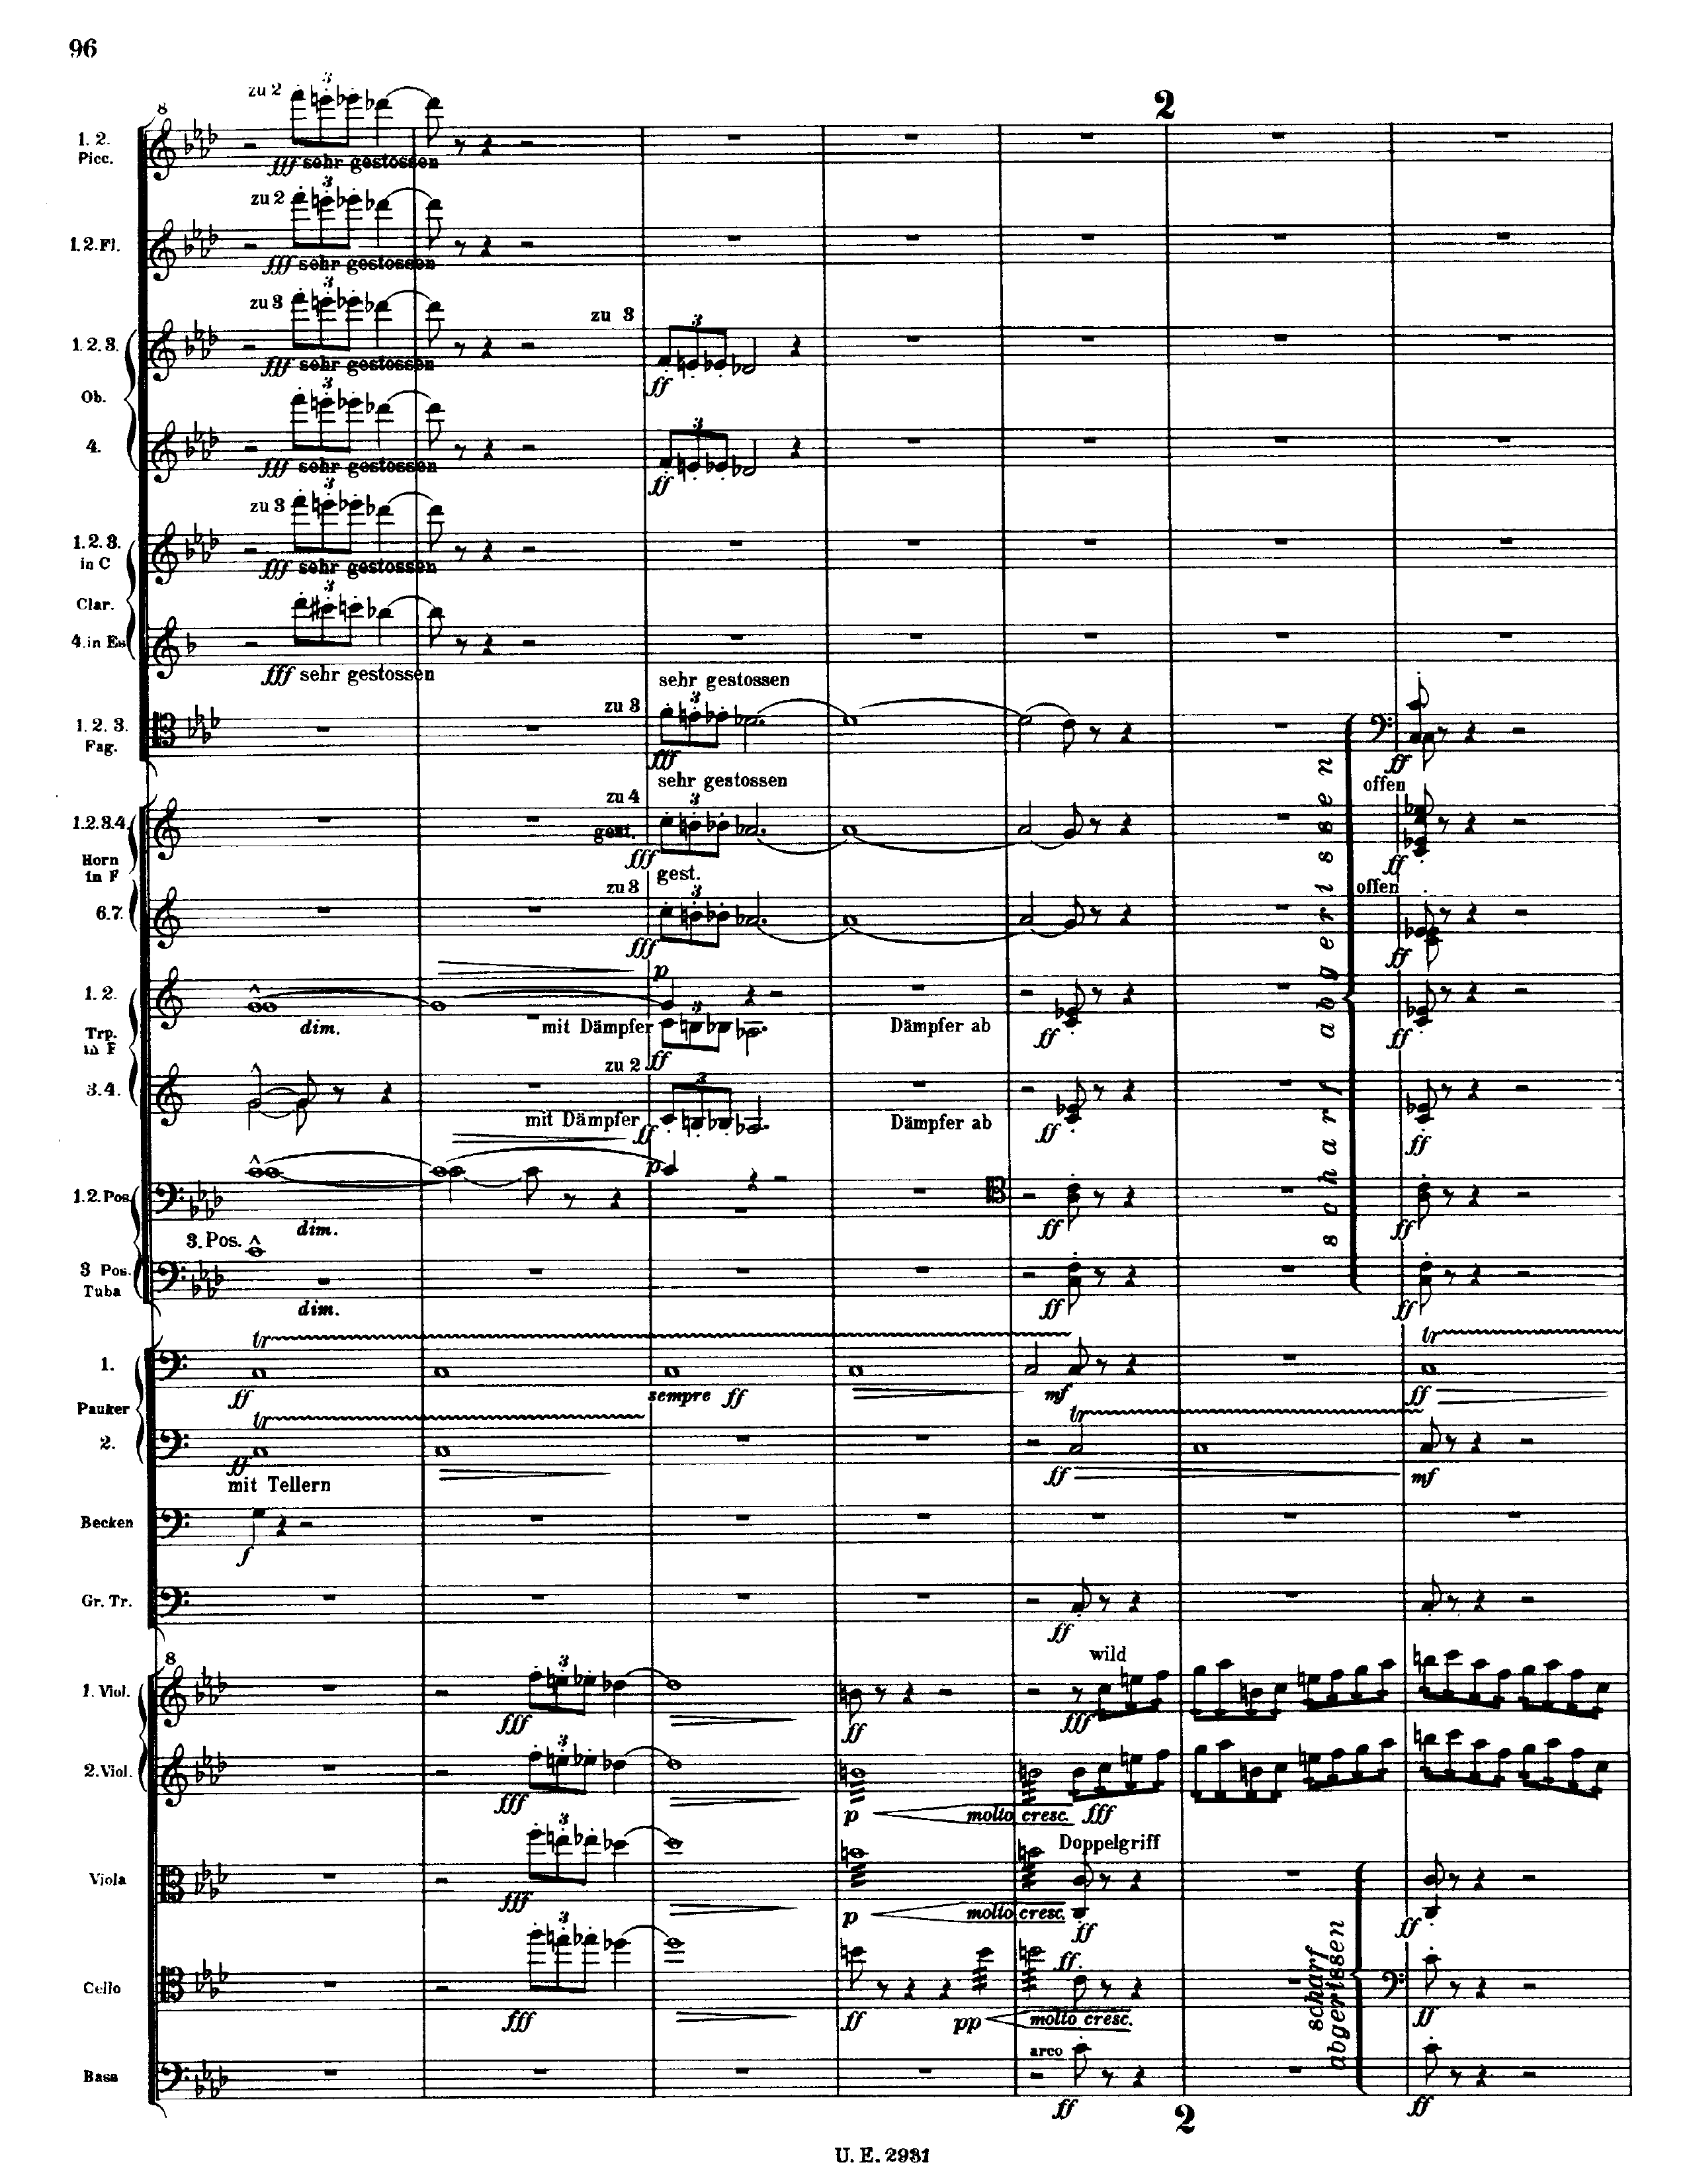 96
2
8
1. 2.
Picc.
zu 2
3
fff sehr gestossen
1. 2. Fl.
zu 2
3
fff sehr gestossen
1. 2. 3.
zu 3
3
fff sehr gestossen
zu 3
3
ff
Ob.
4.
3
fff sehr gestossen
3
ff
1. 2. 3.
in C
zu 3
3
fff sehr gestossen
Clar.
4. in Es
3
fff sehr gestossen
sehr gestossen
1. 2. 3.
Fag.
zu 3
3
fff
ff
sehr gestossen
offen
1.2.3.4.
zu 4
gest.
3
fff
ff
Horn
in F
gest.
offen
6.7.
zu 3
3
fff
ff
scharf abgerissen
1. 2.
dim.
p
mit Dämpfer
3
ff
Dämpfer ab
ff
ff
Trp.
in F
3. 4.
zu 2
mit Dämpfer
3
ff
Dämpfer ab
ff
ff
1. 2. Pos.
dim.
p
ff
ff
3. Pos.
3 Pos.
Tuba
dim.
ff
ff
1.
tr
ff
sempre ff
mf
tr
ff
Pauker
2.
tr
ff
tr
ff
mf
mit Tellern
Becken
f
Gr. Tr.
ff
8
1. Viol.
3
fff
ff
wild
fff
2. Viol.
3
fff
p
molto cresc.
fff
Viola
3
fff
p
molto cresc.
Doppelgriff
ff
ff
Cello
3
fff
ff
pp
molto cresc.
ff
scharf
abgerissen
ff
Bass
arco
ff
ff
2
U. E. 2931